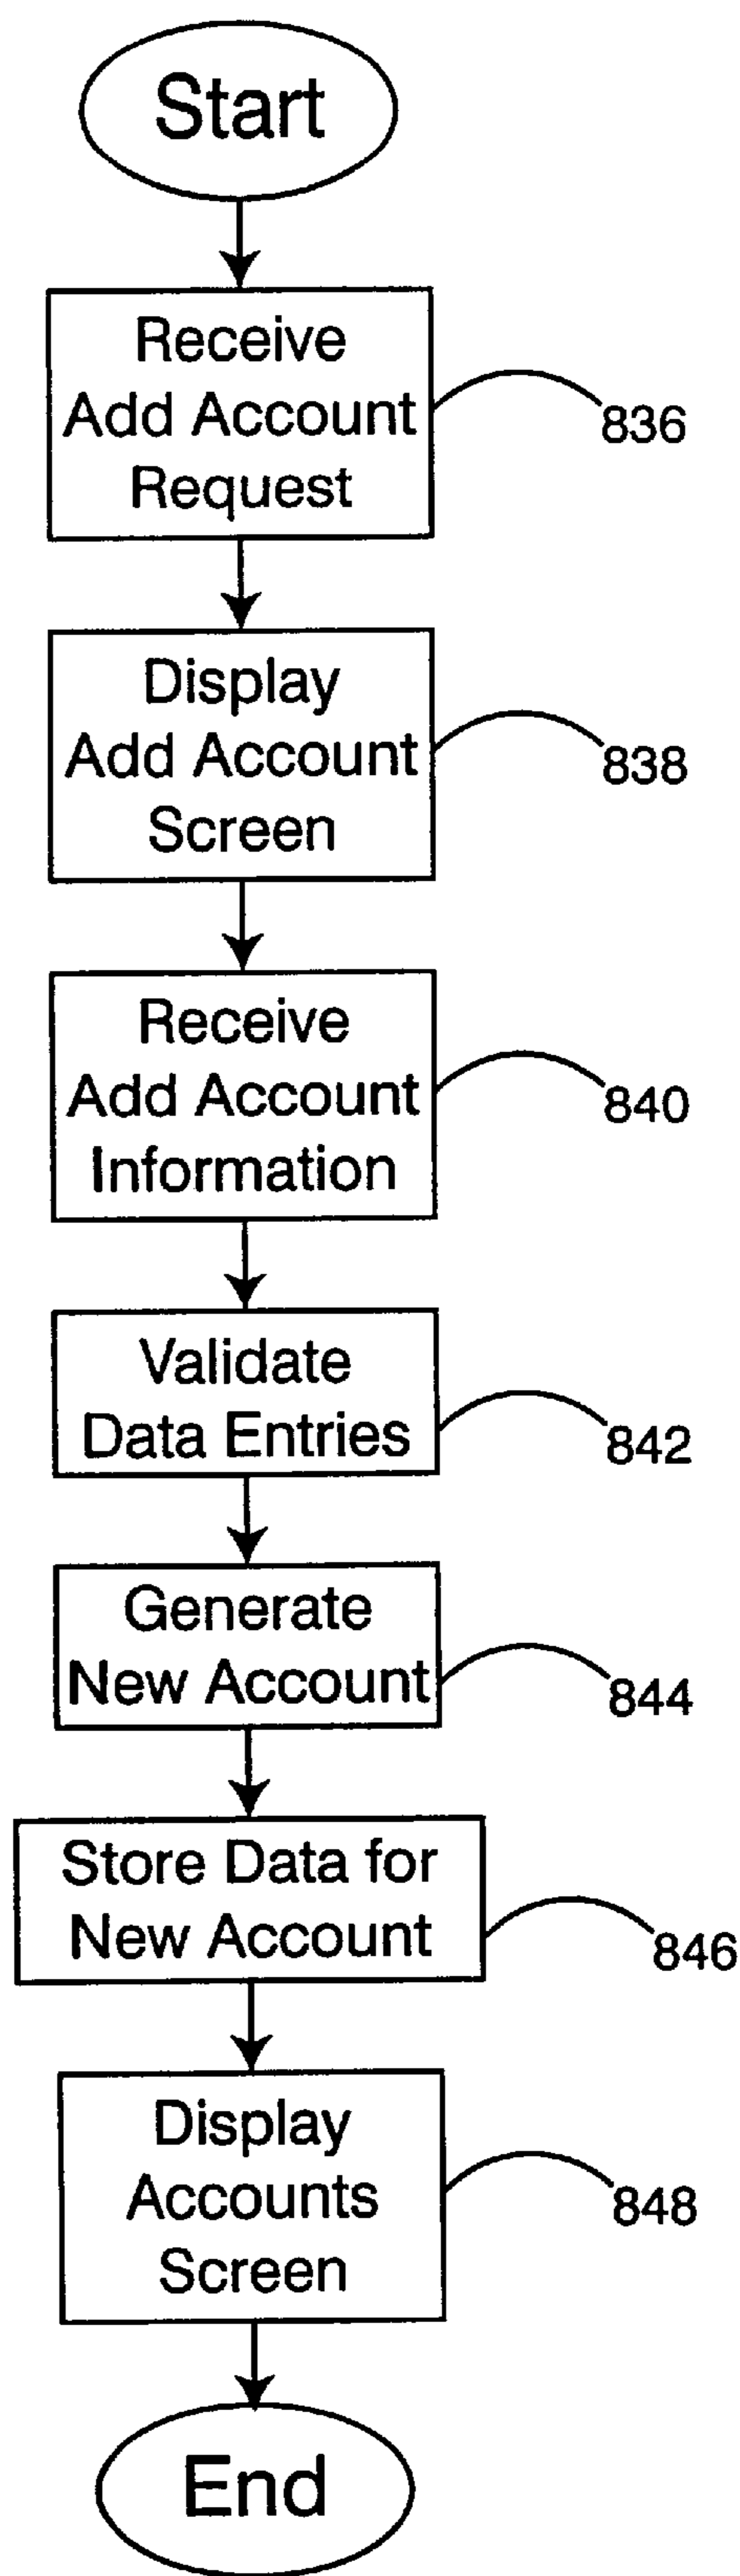 Start
Receive
Add Account
Request
836
Display
Add Account
Screen
838
Receive
Add Account
Information
840
Validate
Data Entries
842
Generate
New Account
844
Store Data for
New Account
846
Display
Accounts
Screen
848
End